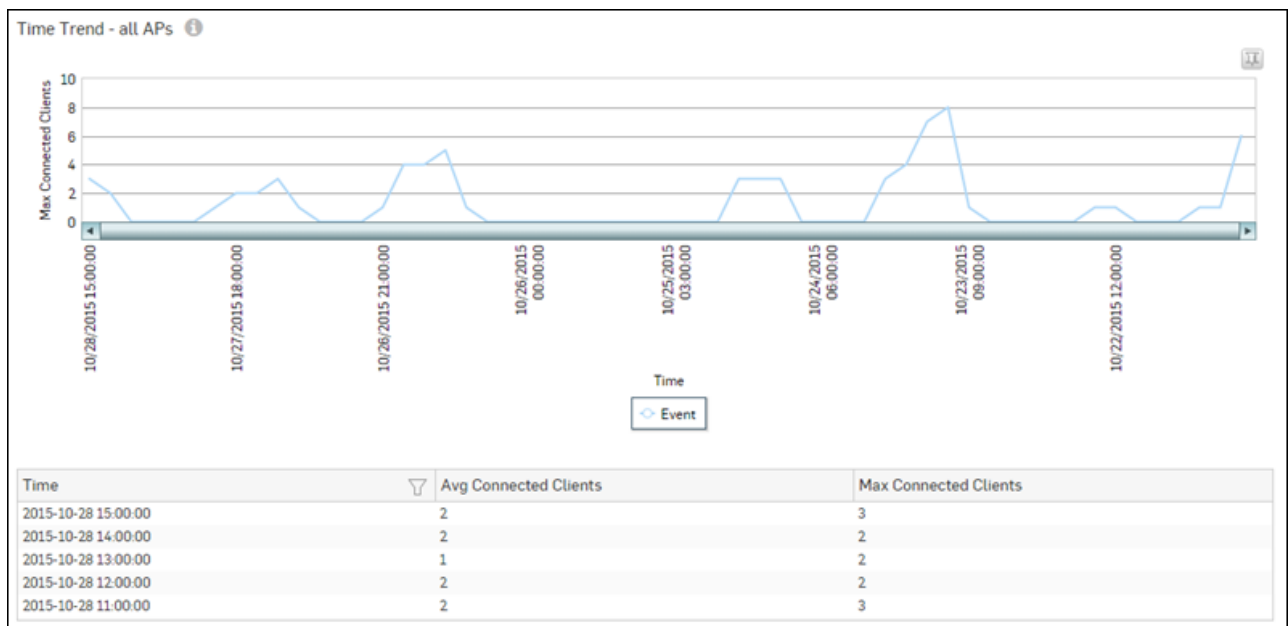 Time Trend - all APs
Max Connected Clients
10
8
6
4
2
0
10/28/2015 15:00:00
10/27/2015 18:00:00
10/26/2015 21:00:00
10/26/2015
00:00:00
10/25/2015
03:00:00
10/24/2015
06:00:00
10/23/2015
09:00:00
10/22/2015 12:00:00
Time
Event
Time Avg Connected Clients Max Connected Clients
2015-10-28 15:00:00 2 3
2015-10-28 14:00:00 2 2
2015-10-28 13:00:00 1 2
2015-10-28 12:00:00 2 2
2015-10-28 11:00:00 2 3